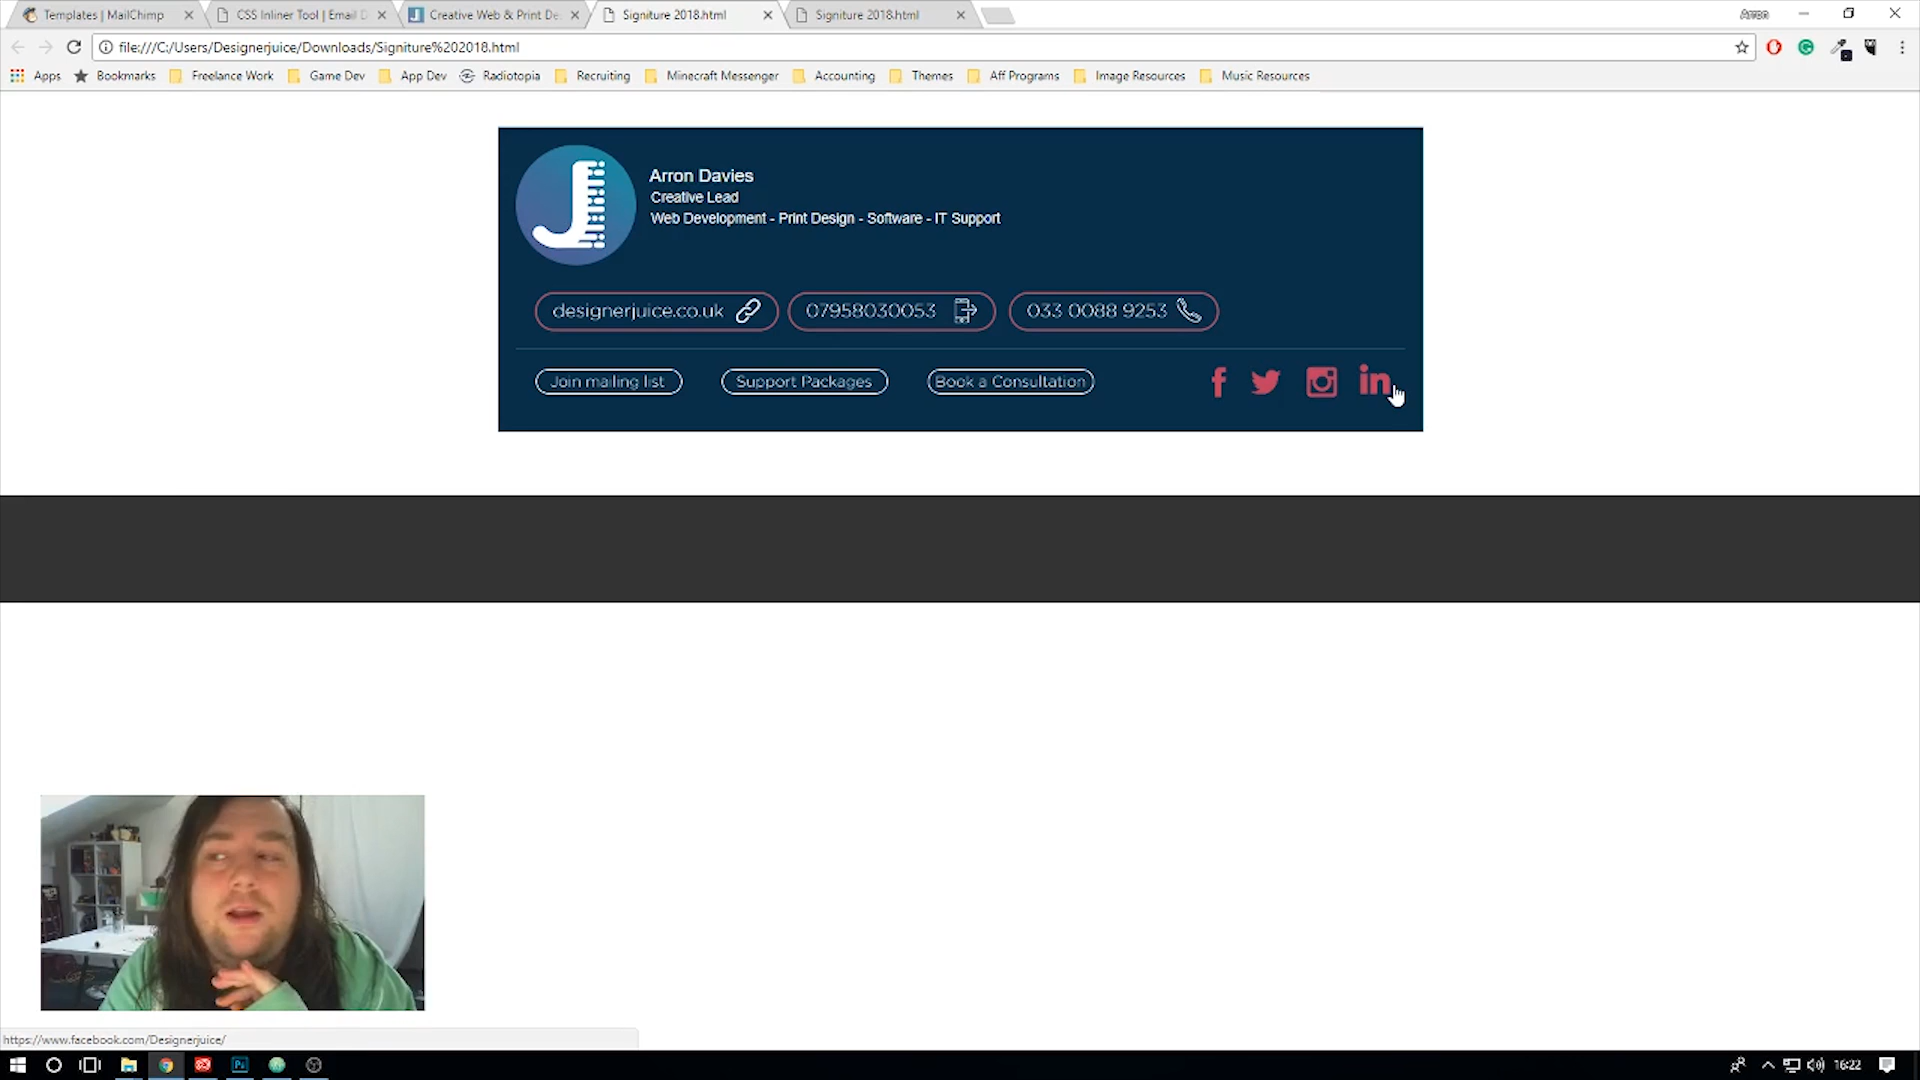 Templates | MailChimp
CSS Inliner Tool | Email D
Creative Web & Print De
Signiture 2018.html
Signiture 2018.html
Arron
file:///C:/Users/Designerjuice/Downloads/Signiture%202018.html
Apps
Bookmarks
Freelance Work
Game Dev
App Dev
Radiotopia
Recruiting
Minecraft Messenger
Accounting
Themes
Aff Programs
Image Resources
Music Resources
Arron Davies
Creative Lead
Web Development - Print Design - Software - IT Support
designerjuice.co.uk
07958030053
033 0088 9253
Join mailing list
Support Packages
Book a Consultation
https://www.facebook.com/Designerjuice/
16:22